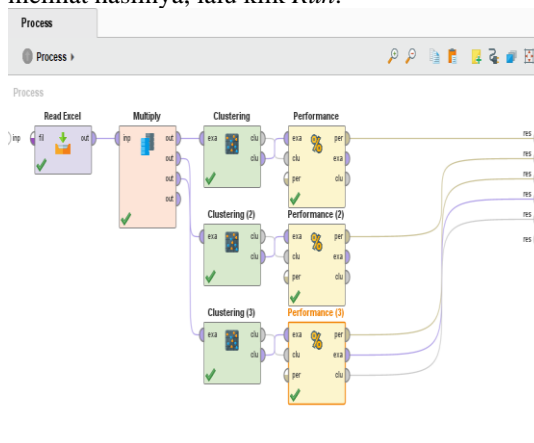 melihat hasilnya, lalu klik Run.
Process
Process
Process
Read Excel Multiply Clustering Performance
inp fil out inp out exa clu exa per res
out clu clu exa res
out per clu res
out res
Clustering (2) Performance (2) res
exa clu exa per res
clu clu exa
per clu
Clustering (3) Performance (3)
exa clu exa per
clu clu exa
per clu